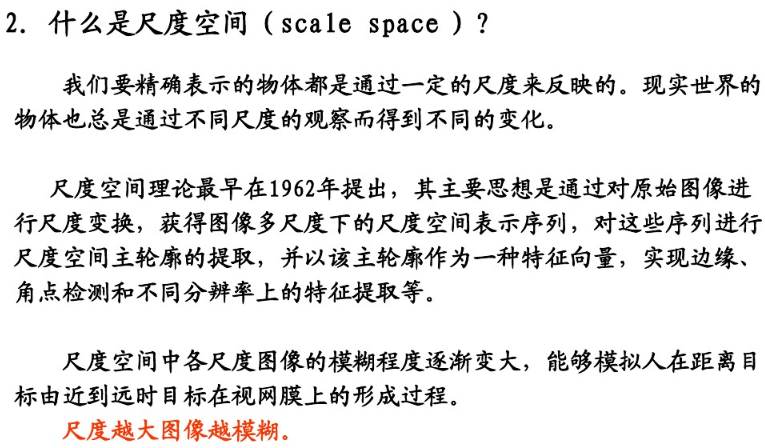 2. 什么是尺度空间（scale space）?
我们要精确表示的物体都是通过一定的尺度来反映的。现实世界的
物体也总是通过不同尺度的观察而得到不同的变化。
尺度空间理论最早在1962年提出，其主要思想是通过对原始图像进
行尺度变换，获得图像多尺度下的尺度空间表示序列，对这些序列进行
尺度空间主轮廓的提取，并以该主轮廓作为一种特征向量，实现边缘、
角点检测和不同分辨率上的特征提取等。
尺度空间中各尺度图像的模糊程度逐渐变大，能够模拟人在距离目
标由近到远时目标在视网膜上的形成过程。
尺度越大图像越模糊。